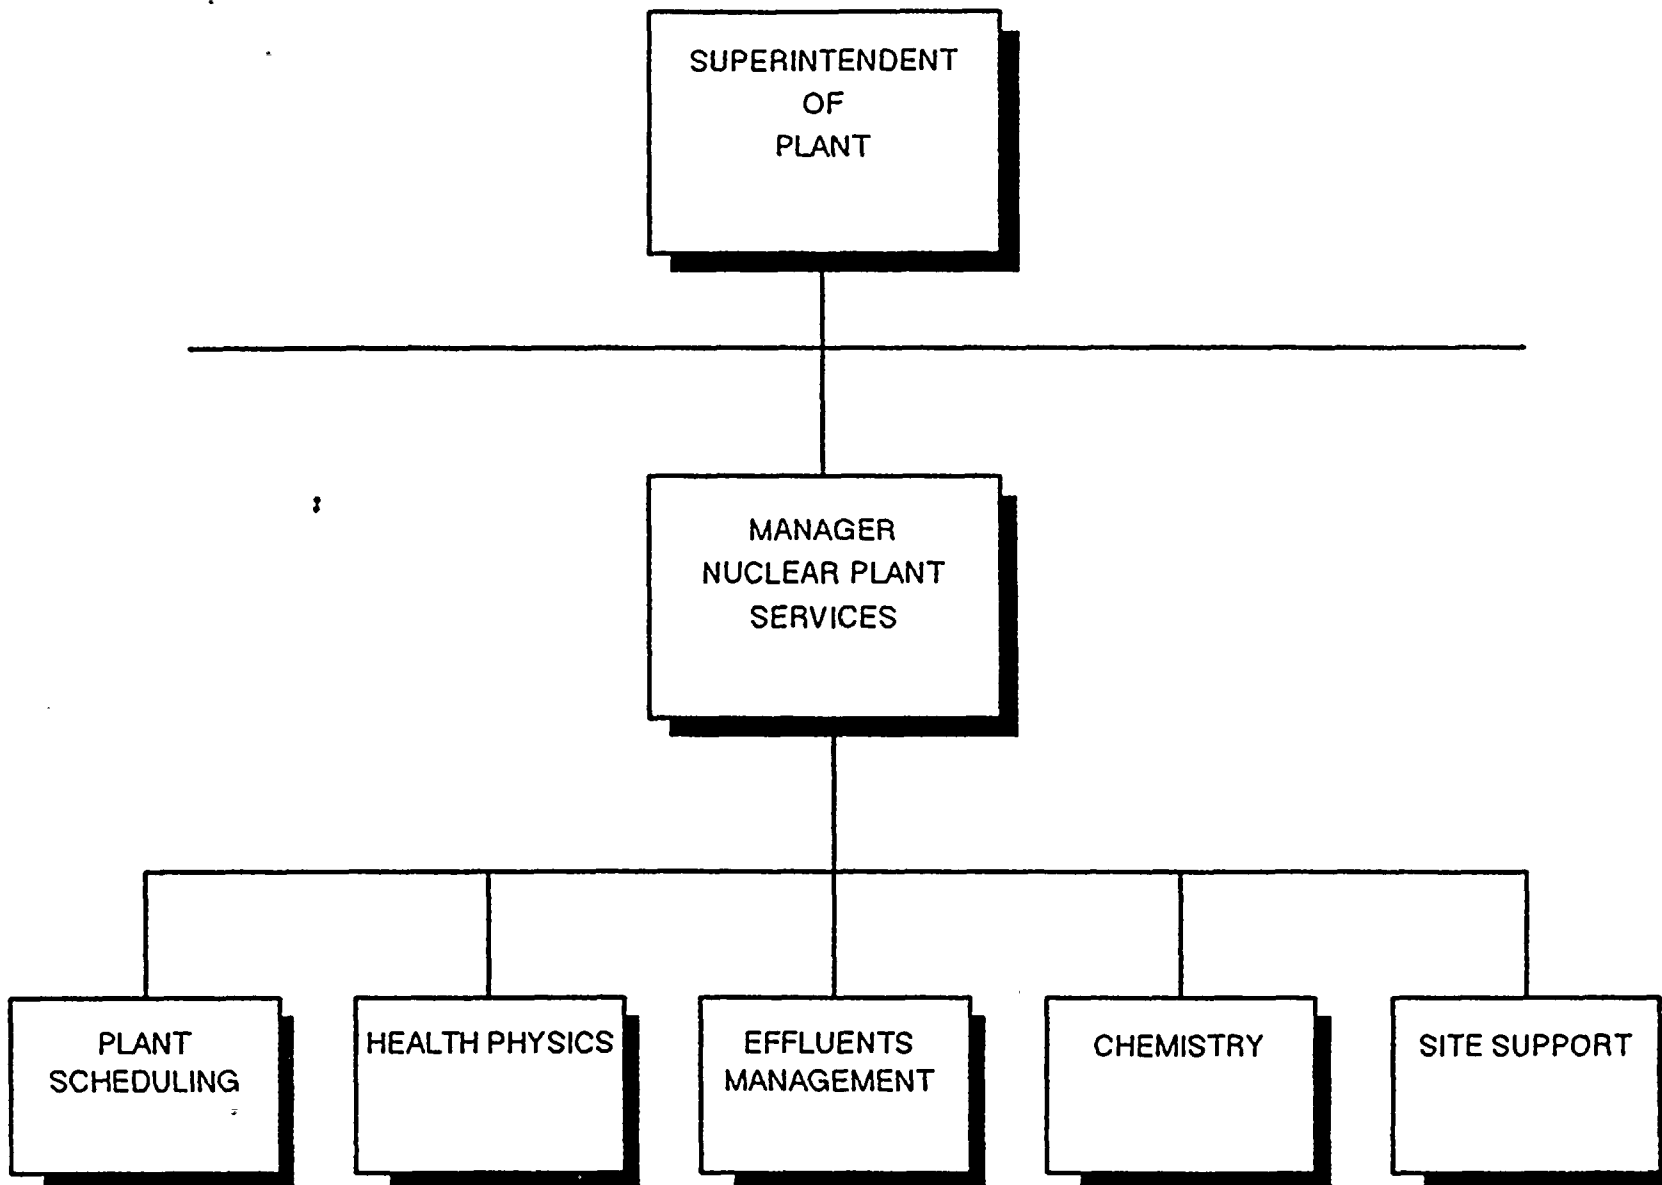 SUPERINTENDENT
OF
PLANT
MANAGER
NUCLEAR PLANT
SERVICES
PLANT
SCHEDULING
HEALTH PHYSICS
EFFLUENTS
MANAGEMENT
CHEMISTRY
SITE SUPPORT